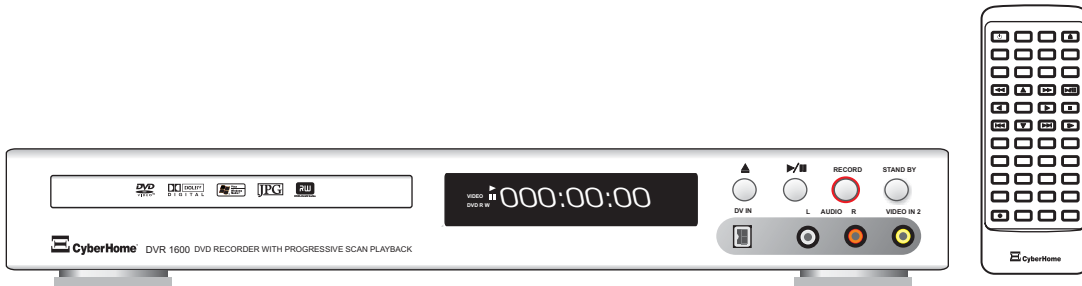 DVD
VIDEO
DOLBY
DIGITAL
JPG
RW
VIDEO
DVD R W
000:00:00
RECORD
STAND BY
DV IN
L AUDIO R
VIDEO IN 2
CyberHome DVR 1600 DVD RECORDER WITH PROGRESSIVE SCAN PLAYBACK
CyberHome